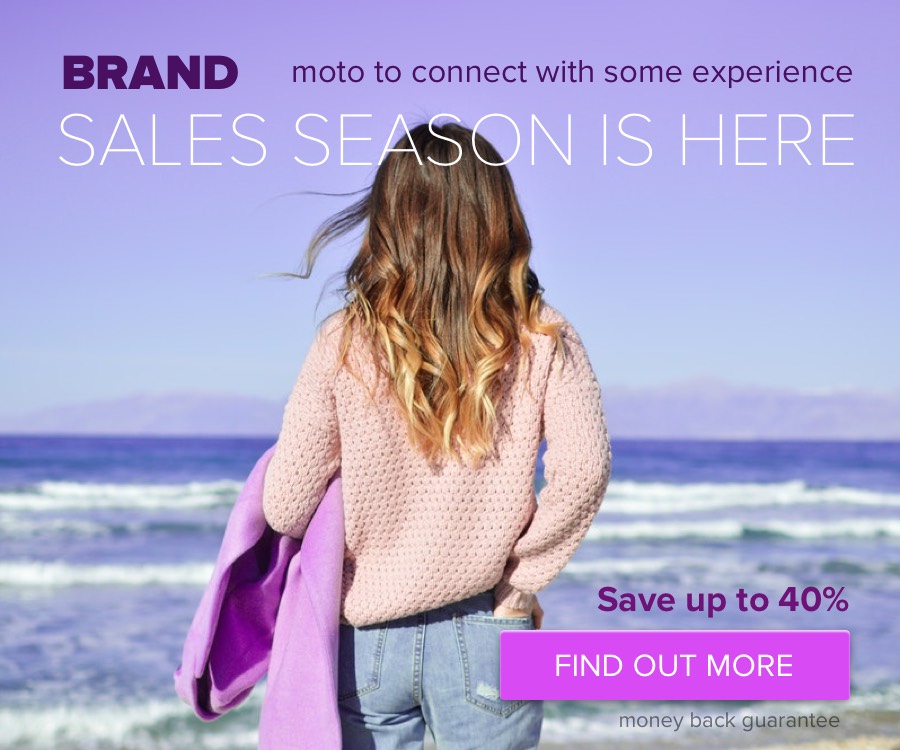 BRAND moto to connect with some experience
SALES SEASON IS HERE
Save up to 40%
FIND OUT MORE
money back guarantee